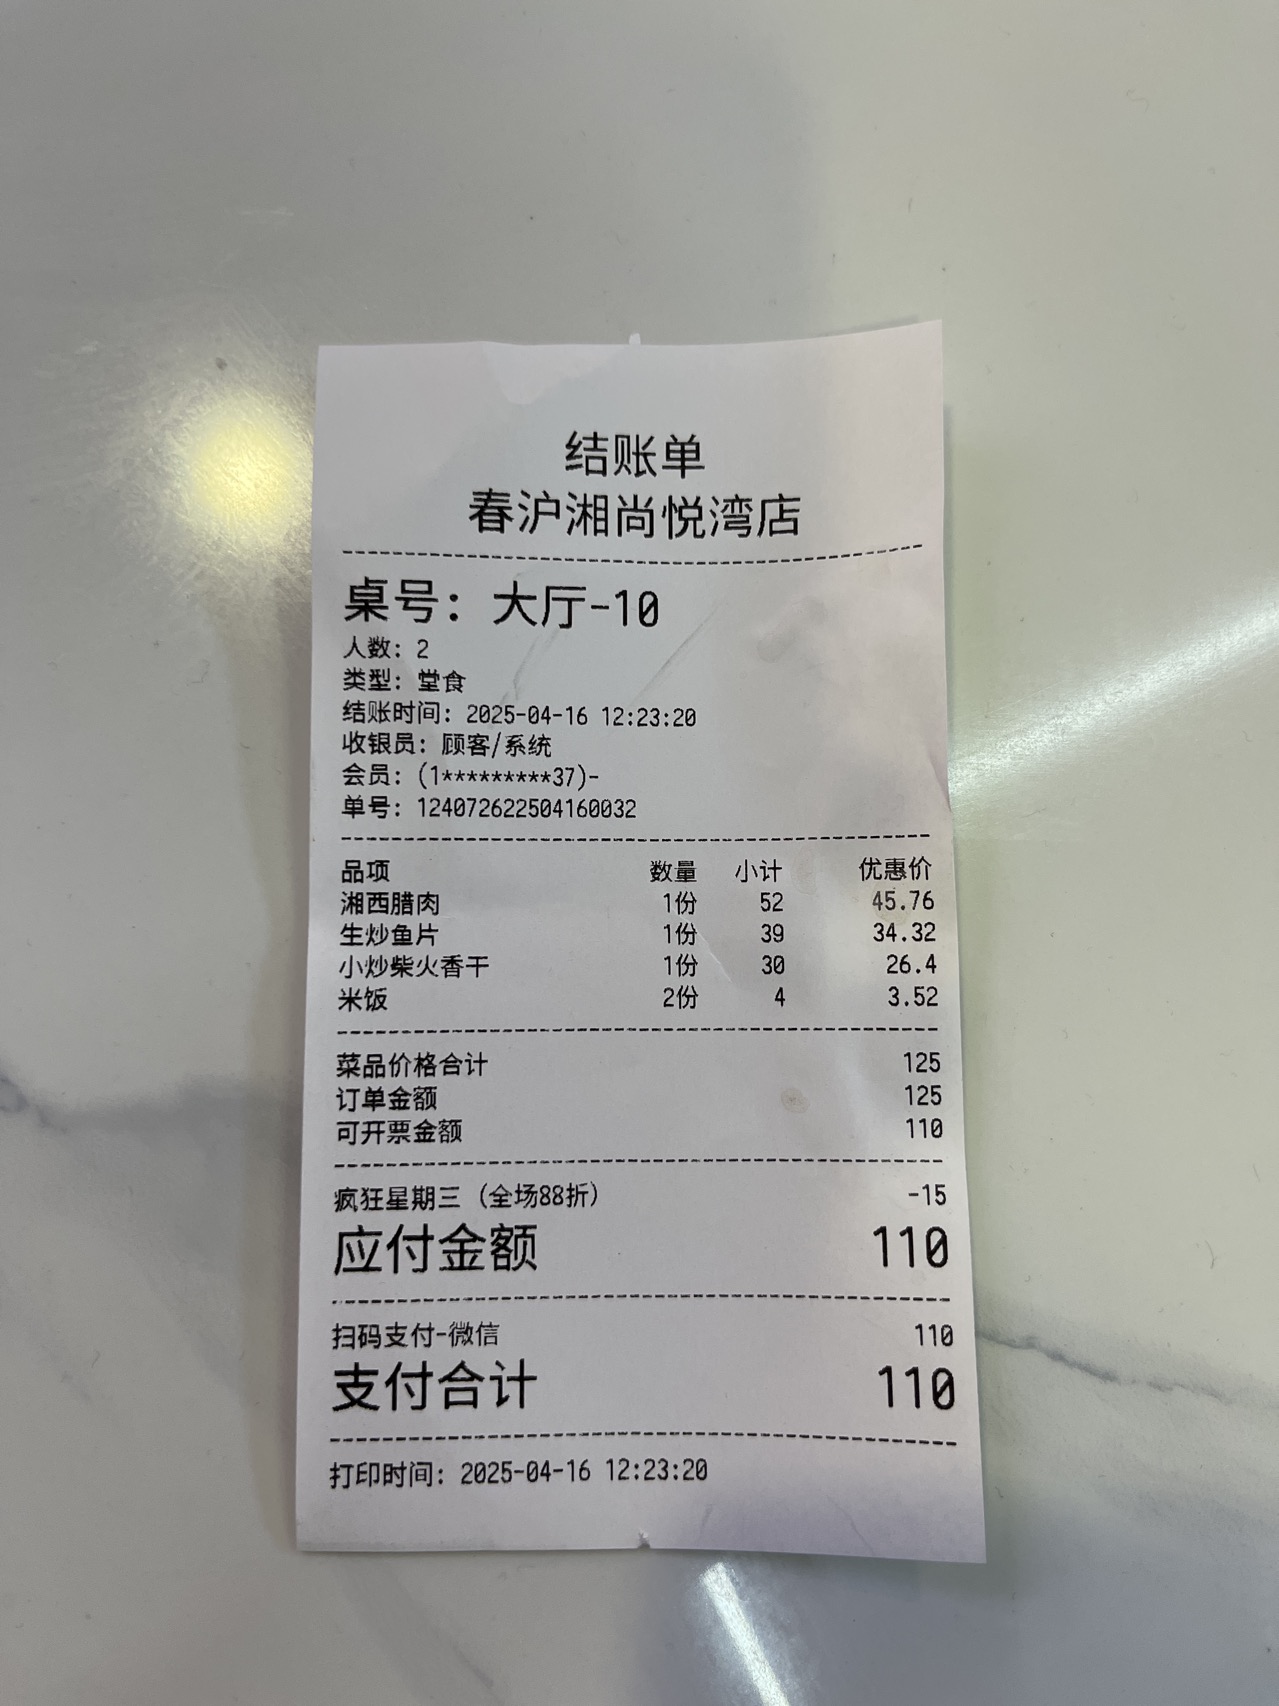 结账单
春沪湘尚悦湾店
桌号：大厅-10
人数：2
类型：堂食
结账时间：2025-04-16 12:23:20
收银员：顾客/系统
会员：(1*********37)-
单号：124072622504160032
品项 数量 小计 优惠价
湘西腊肉 1份 52 45.76
生炒鱼片 1份 39 34.32
小炒柴火香干 1份 30 26.4
米饭 2份 4 3.52
菜品价格合计 125
订单金额 125
可开票金额 110
疯狂星期三（全场88折） -15
应付金额 110
扫码支付-微信 110
支付合计 110
打印时间：2025-04-16 12:23:20